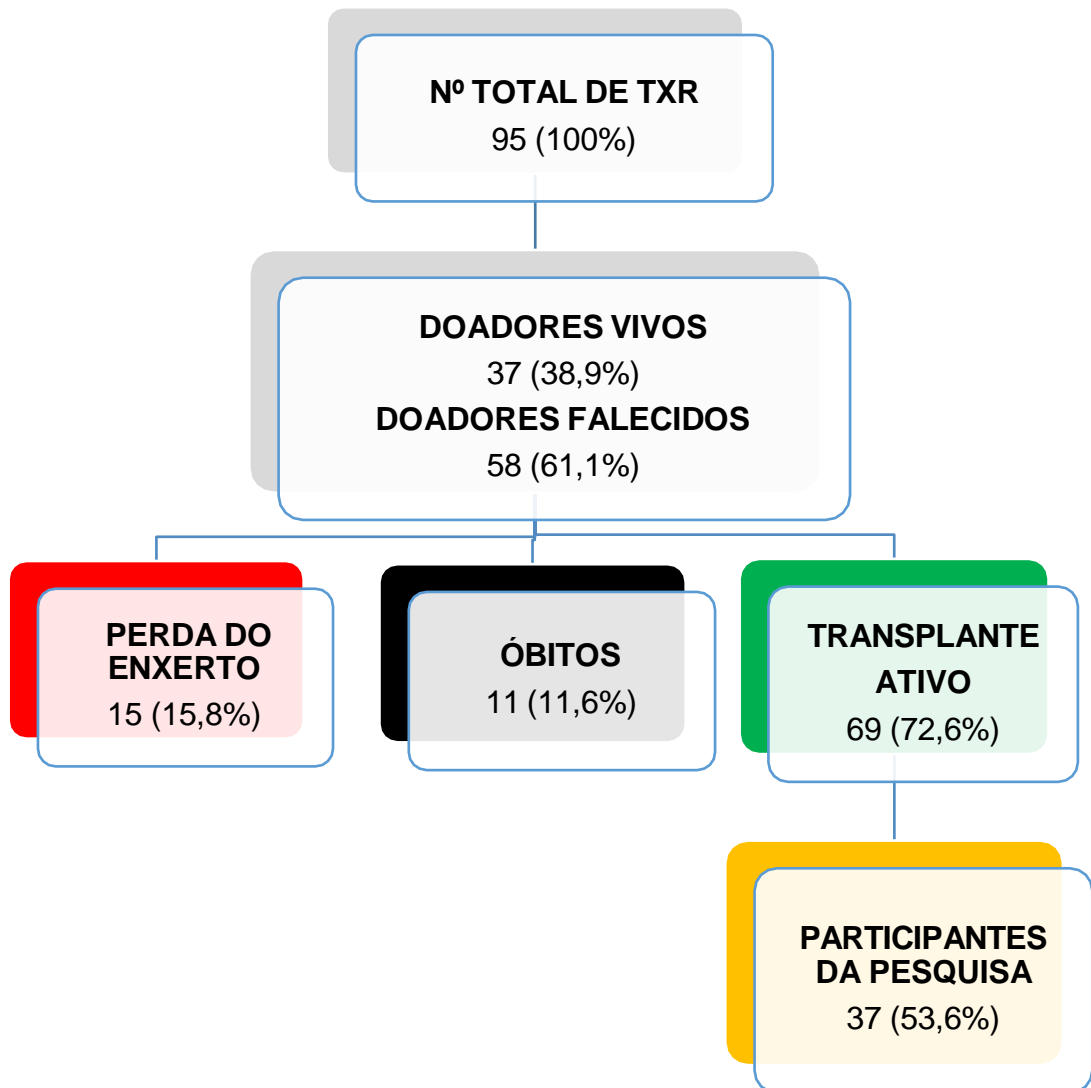 Nº TOTAL DE TXR
95 (100%)
DOADORES VIVOS
37 (38,9%)
DOADORES FALECIDOS
58 (61,1%)
PERDA DO
ENXERTO
15 (15,8%)
ÓBITOS
11 (11,6%)
TRANSPLANTE
ATIVO
69 (72,6%)
PARTICIPANTES
DA PESQUISA
37 (53,6%)